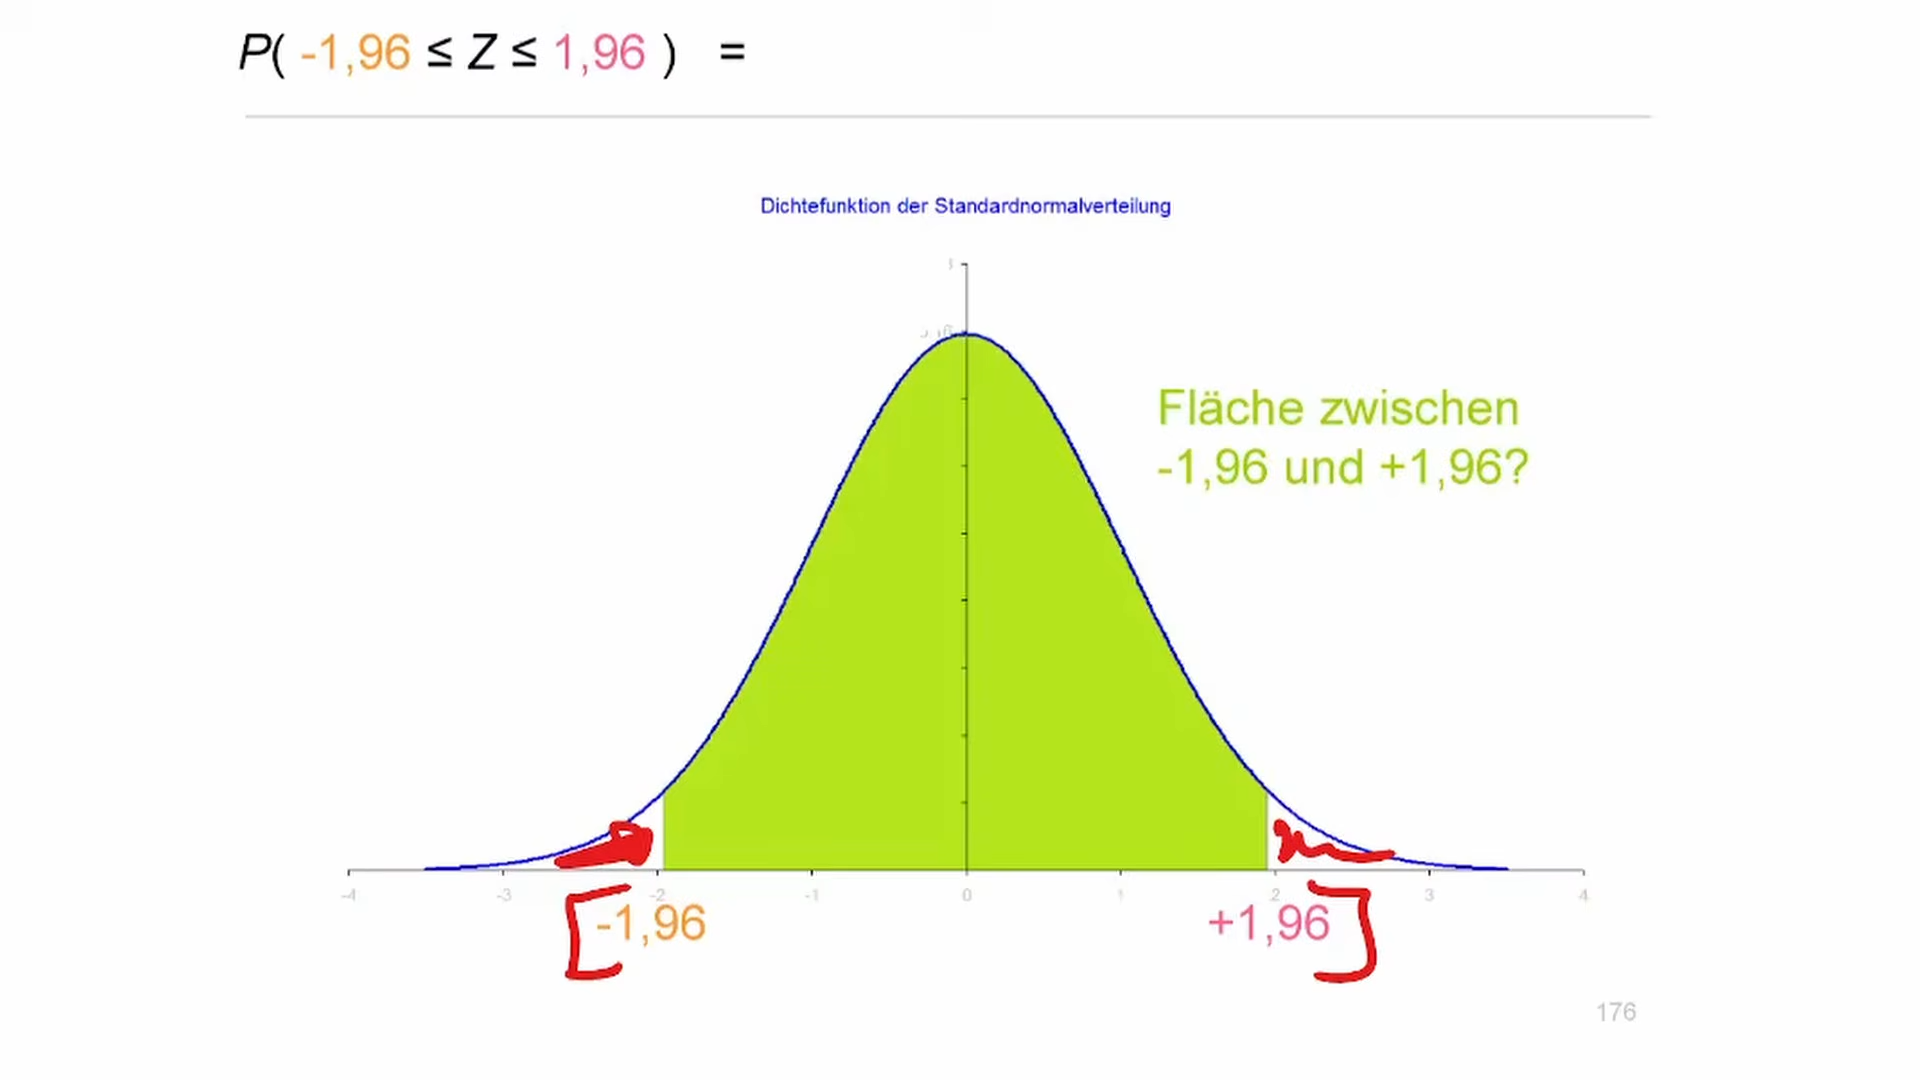 P( -1,96 ≤ Z ≤ 1,96 ) =
Dichtefunktion der Standardnormalverteilung
Fläche zwischen
-1,96 und +1,96?
-4 -3 -2 -1 0 1 2 3 4
-1,96 +1,96
176